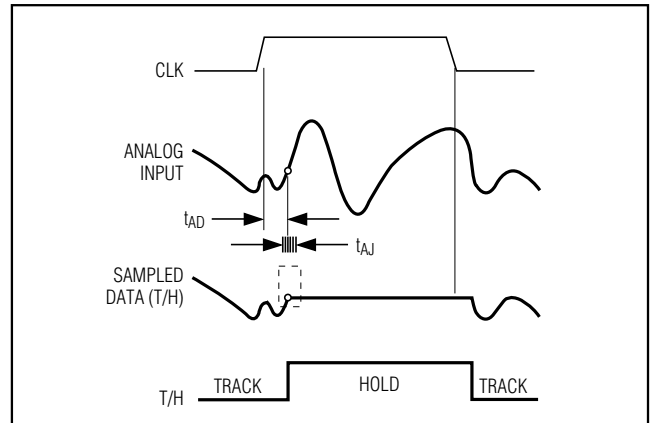 CLK
ANALOG
INPUT
tAD
tAJ
SAMPLED
DATA (T/H)
T/H
TRACK
HOLD
TRACK